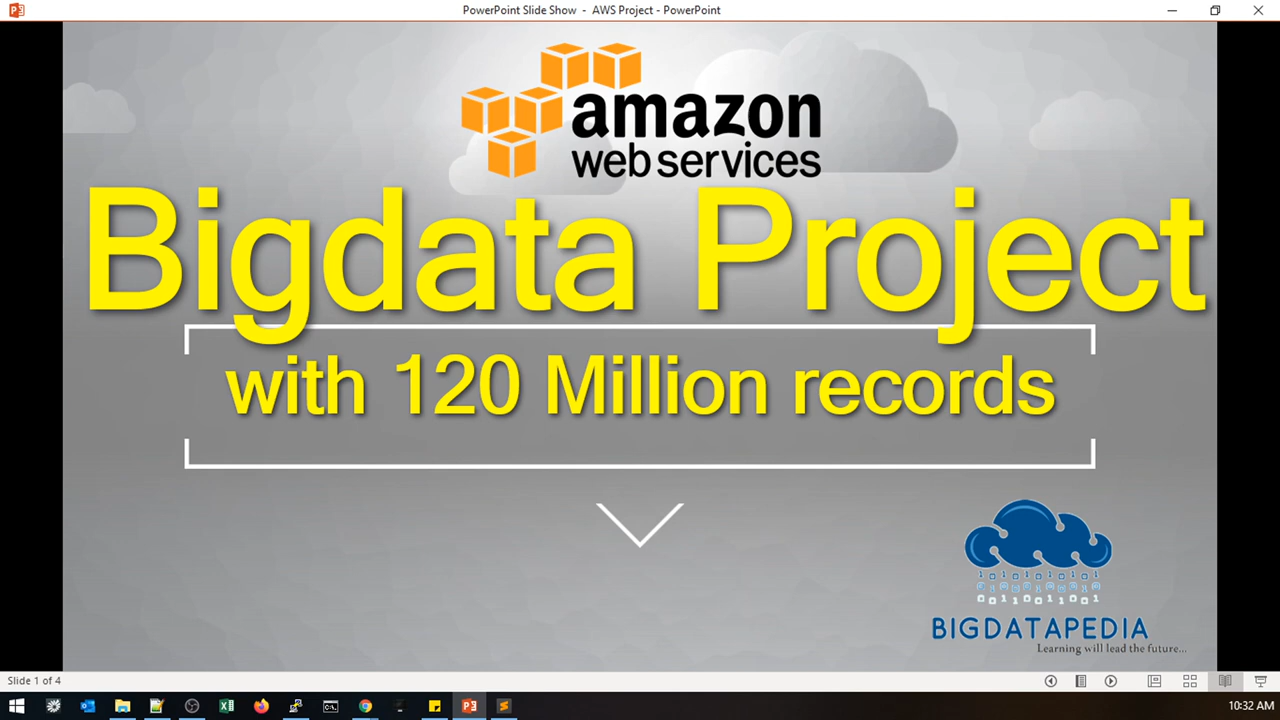 PowerPoint Slide Show - AWS Project - PowerPoint
amazon
web services
Bigdata Project
with 120 Million records
BIGDATAPEDIA
Learning will lead the future...
Slide 1 of 4
10:32 AM